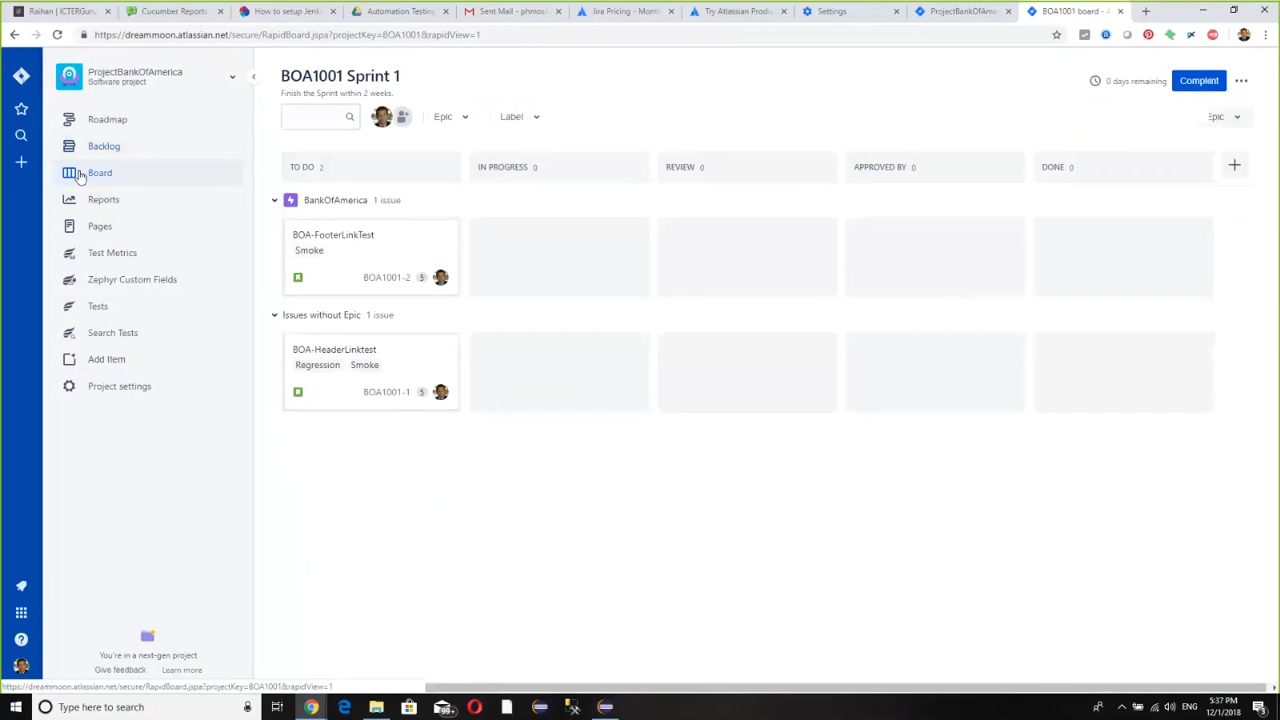 Raihan | ICTERGuru
Cucumber Reports
How to setup Jenk
Automation Testing
Sent Mail - phmos
Jira Pricing - Mont
Try Atlassian Produ
Settings
ProjectBankOfAme
BOA1001 board - A
https://dreammoon.atlassian.net/secure/RapidBoard.jspa?projectKey=BOA1001&rapidView=1
ProjectBankOfAmerica
Software project
Roadmap
Backlog
Board
Reports
Pages
Test Metrics
Zephyr Custom Fields
Tests
Search Tests
Add Item
Project settings
You're in a next-gen project
Give feedback Learn more
BOA1001 Sprint 1
Finish the Sprint within 2 weeks.
0 days remaining
Complent
Epic
Label
Epic
TO DO 2
IN PROGRESS 0
REVIEW 0
APPROVED BY 0
DONE 0
BankOfAmerica 1 issue
BOA-FooterLinkTest
Smoke
BOA1001-2 5
Issues without Epic 1 issue
BOA-HeaderLinktest
Regression Smoke
BOA1001-1 5
https://dreammoon.atlassian.net/secure/RapidBoard.jspa?projectKey=BOA1001&rapidView=1
Type here to search
99+
ENG
5:37 PM
12/1/2018